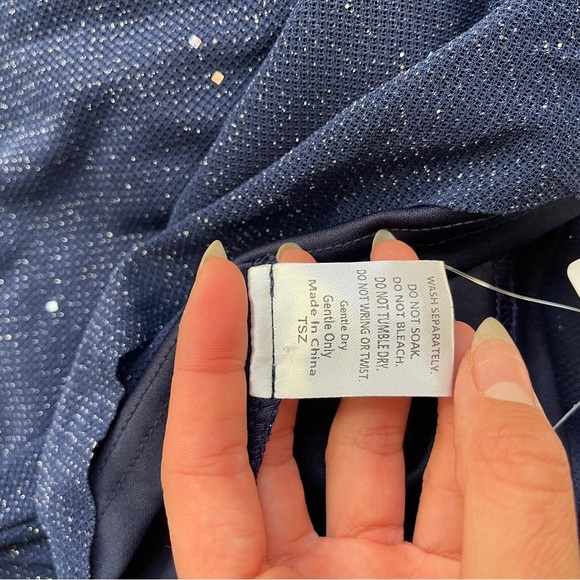 WASH SEPARATELY.
DO NOT SOAK.
DO NOT BLEACH.
DO NOT TUMBLE DRY.
DO NOT WRING OR TWIST.
Gentle Dry
Gentle Only
Made In China
TSZ